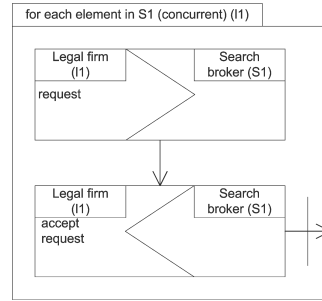 for each element in S1 (concurrent) (I1)
Legal firm
(I1)
Search
broker (S1)
request
Legal firm
(I1)
Search
broker (S1)
accept
request